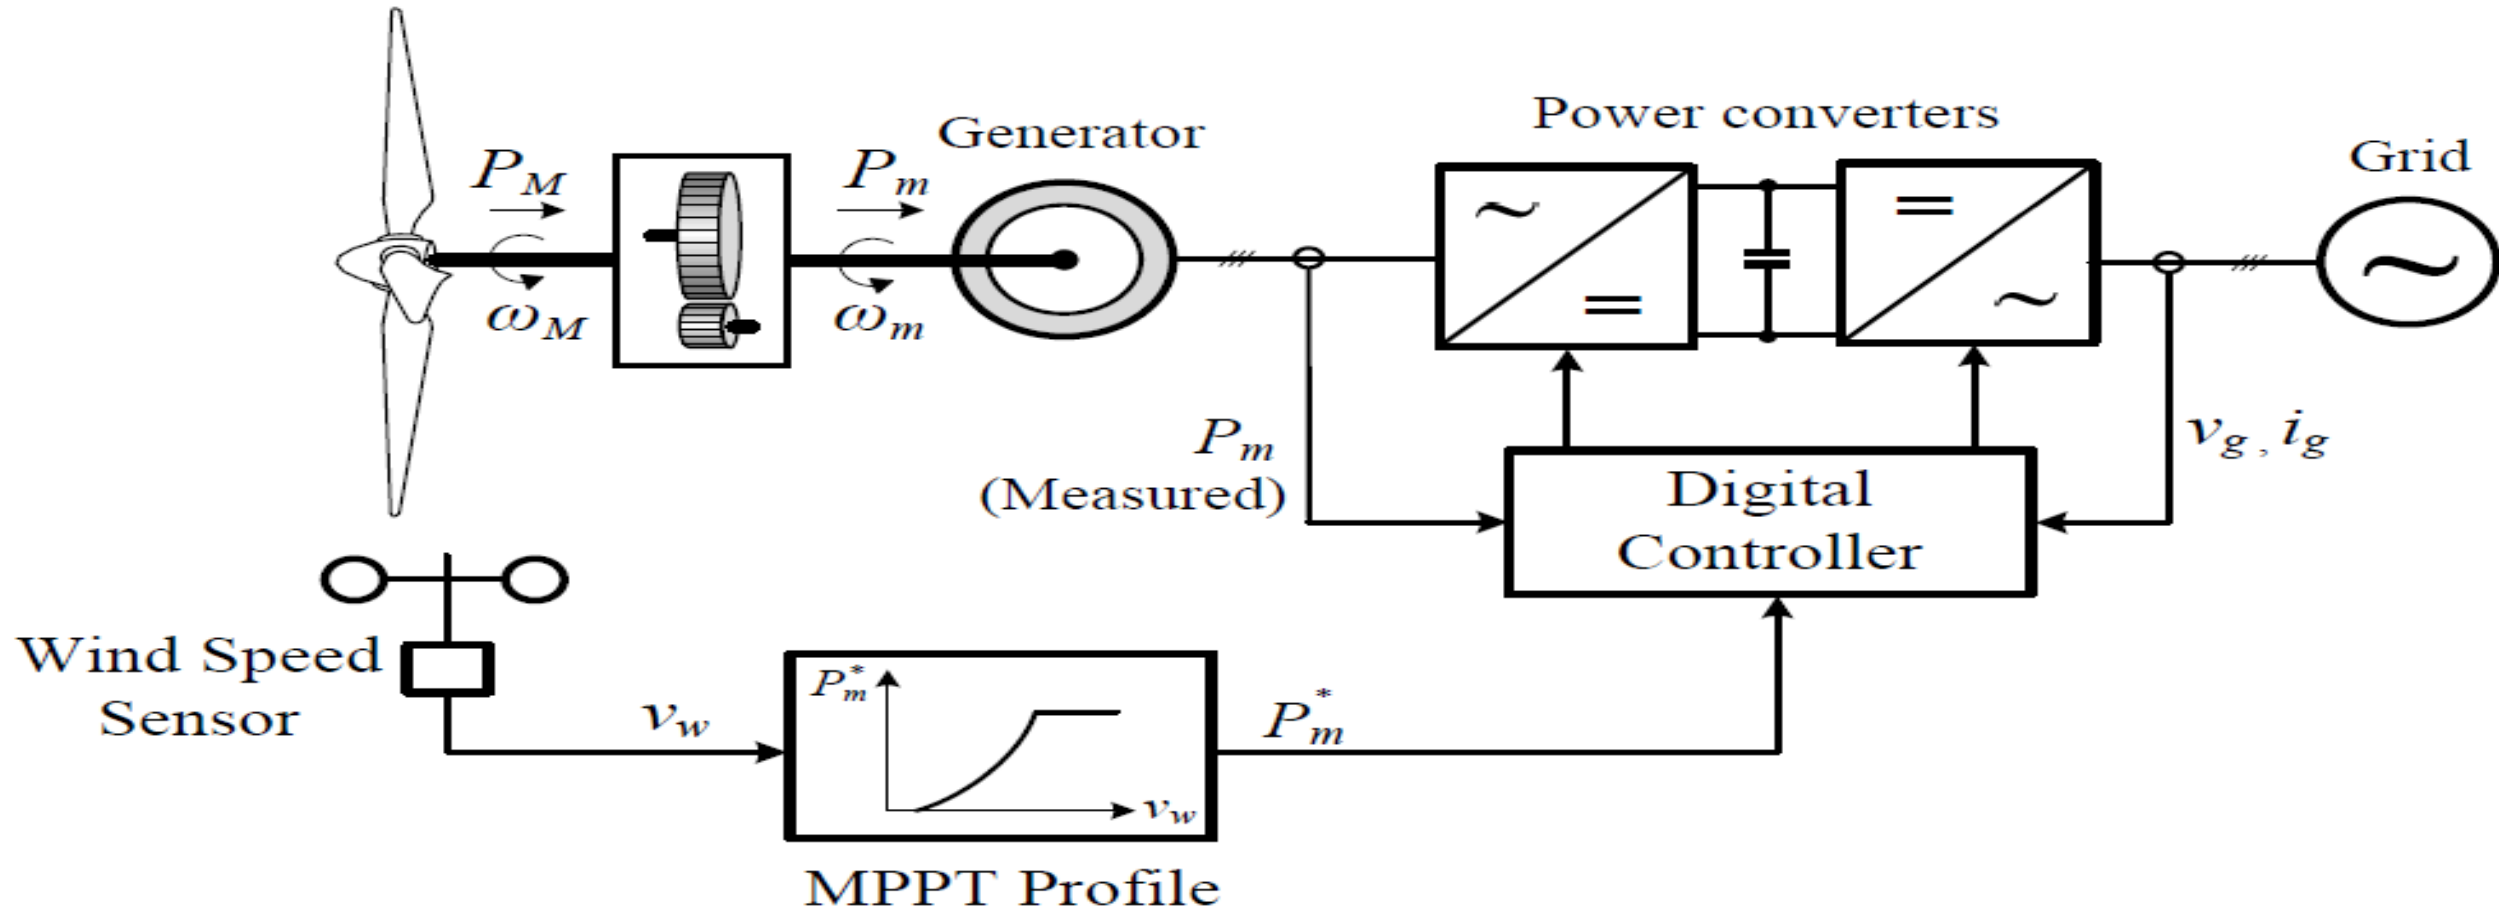 Power converters
Generator
Grid
P_M
P_m
~
=
=
~
~
ω_M
ω_m
P_m
(Measured)
v_g, i_g
Digital
Controller
Wind Speed
Sensor
v_w
P_m^*
v_w
P_m^*
MPPT Profile